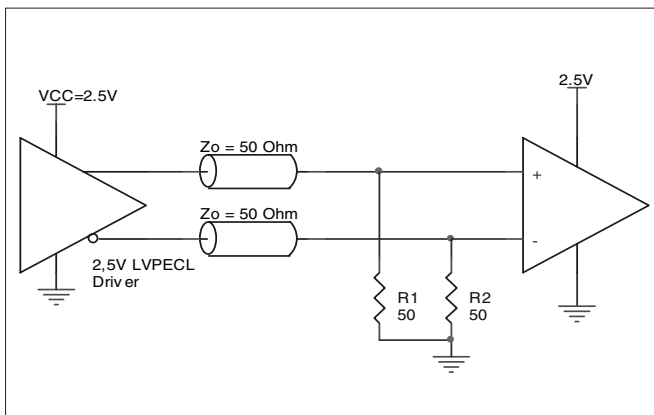 VCC=2.5V
2.5V
Zo = 50 Ohm
+
Zo = 50 Ohm
-
2,5V LVPECL
Driver
R1
50
R2
50